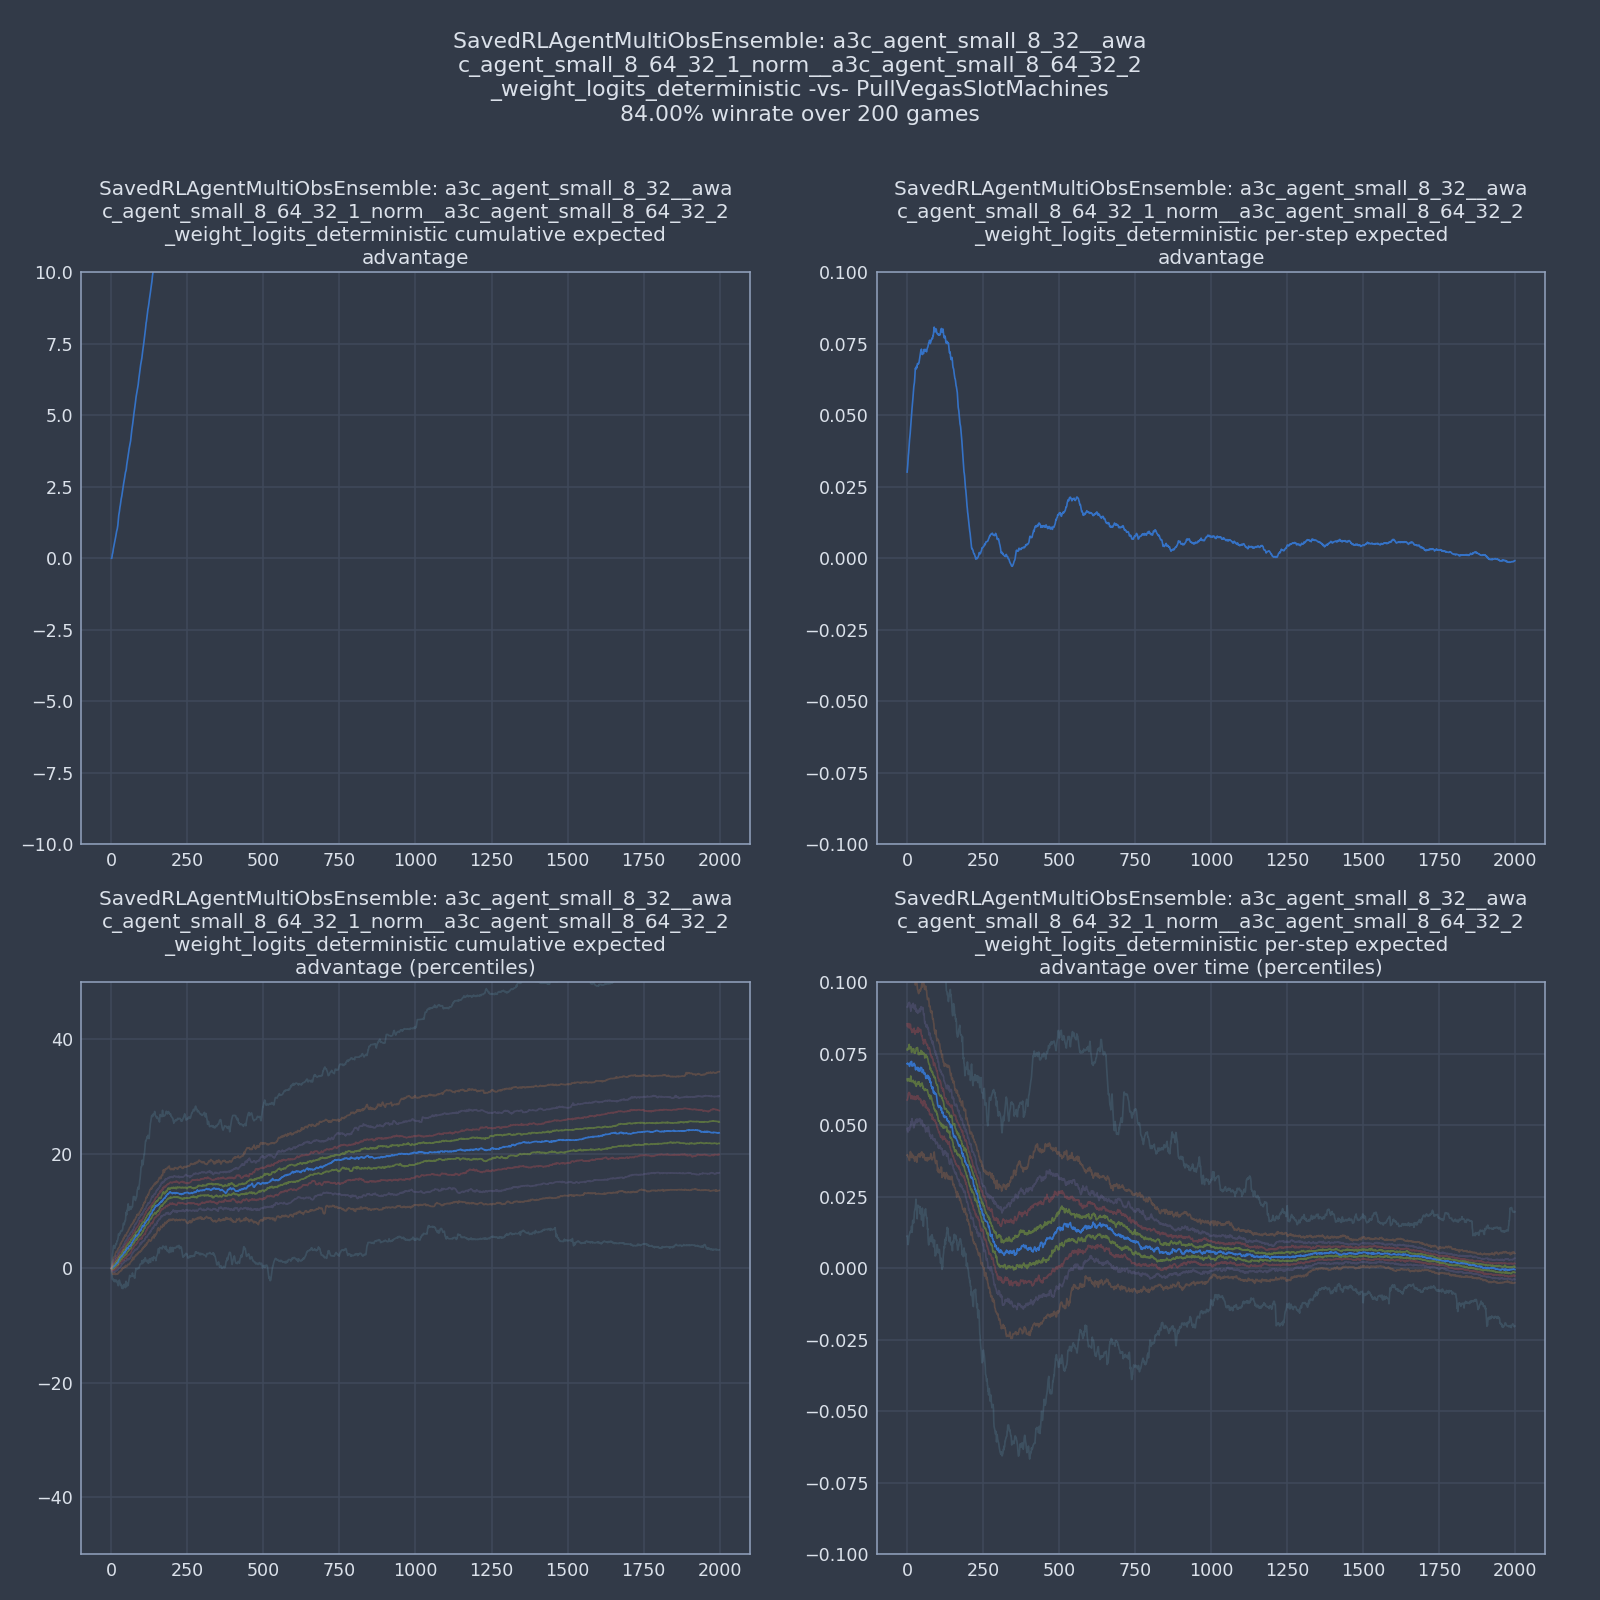 SavedRLAgentMultiObsEnsemble: a3c_agent_small_8_32__awa
c_agent_small_8_64_32_1_norm__a3c_agent_small_8_64_32_2
_weight_logits_deterministic -vs- PullVegasSlotMachines
84.00% winrate over 200 games
SavedRLAgentMultiObsEnsemble: a3c_agent_small_8_32__awa
c_agent_small_8_64_32_1_norm__a3c_agent_small_8_64_32_2
_weight_logits_deterministic cumulative expected
advantage
10.0
7.5
5.0
2.5
0.0
−2.5
−5.0
−7.5
−10.0
0 250 500 750 1000 1250 1500 1750 2000
SavedRLAgentMultiObsEnsemble: a3c_agent_small_8_32__awa
c_agent_small_8_64_32_1_norm__a3c_agent_small_8_64_32_2
_weight_logits_deterministic per-step expected
advantage
0.100
0.075
0.050
0.025
0.000
−0.025
−0.050
−0.075
−0.100
0 250 500 750 1000 1250 1500 1750 2000
SavedRLAgentMultiObsEnsemble: a3c_agent_small_8_32__awa
c_agent_small_8_64_32_1_norm__a3c_agent_small_8_64_32_2
_weight_logits_deterministic cumulative expected
advantage (percentiles)
40
20
0
−20
−40
0 250 500 750 1000 1250 1500 1750 2000
SavedRLAgentMultiObsEnsemble: a3c_agent_small_8_32__awa
c_agent_small_8_64_32_1_norm__a3c_agent_small_8_64_32_2
_weight_logits_deterministic per-step expected
advantage over time (percentiles)
0.100
0.075
0.050
0.025
0.000
−0.025
−0.050
−0.075
−0.100
0 250 500 750 1000 1250 1500 1750 2000